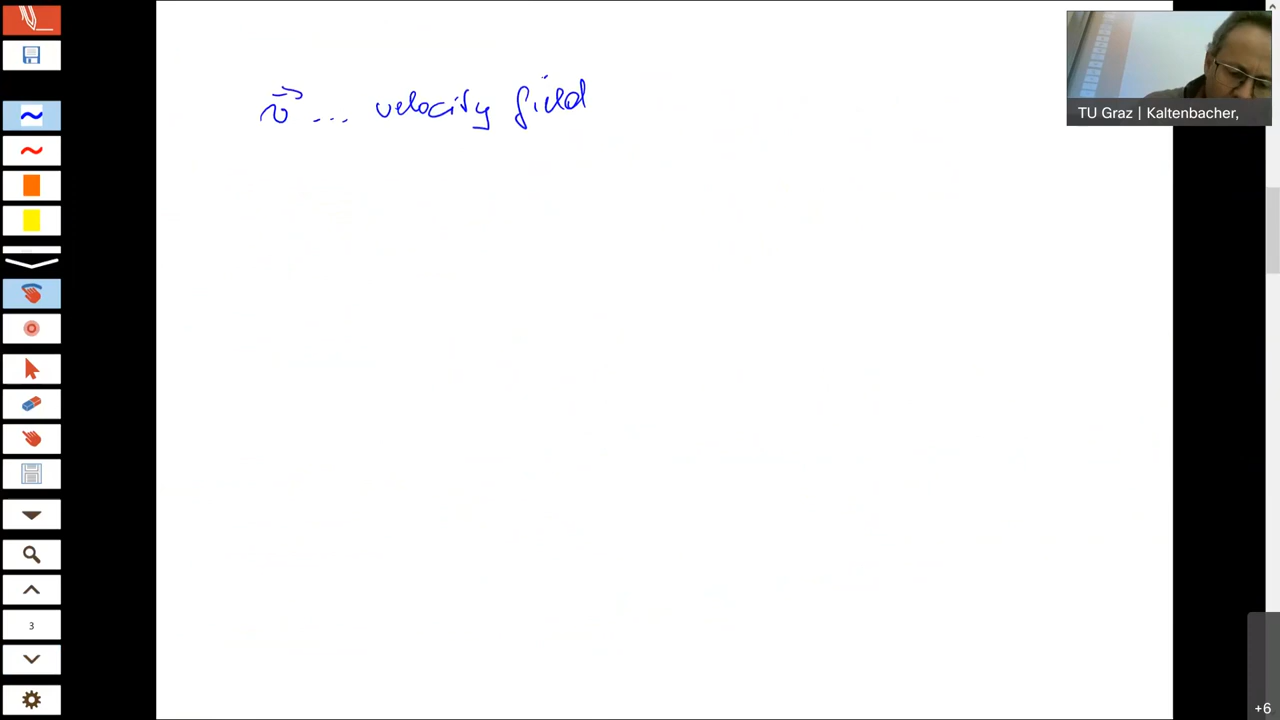 v⃗ ... velocity field
TU Graz | Kaltenbacher,
3
+6